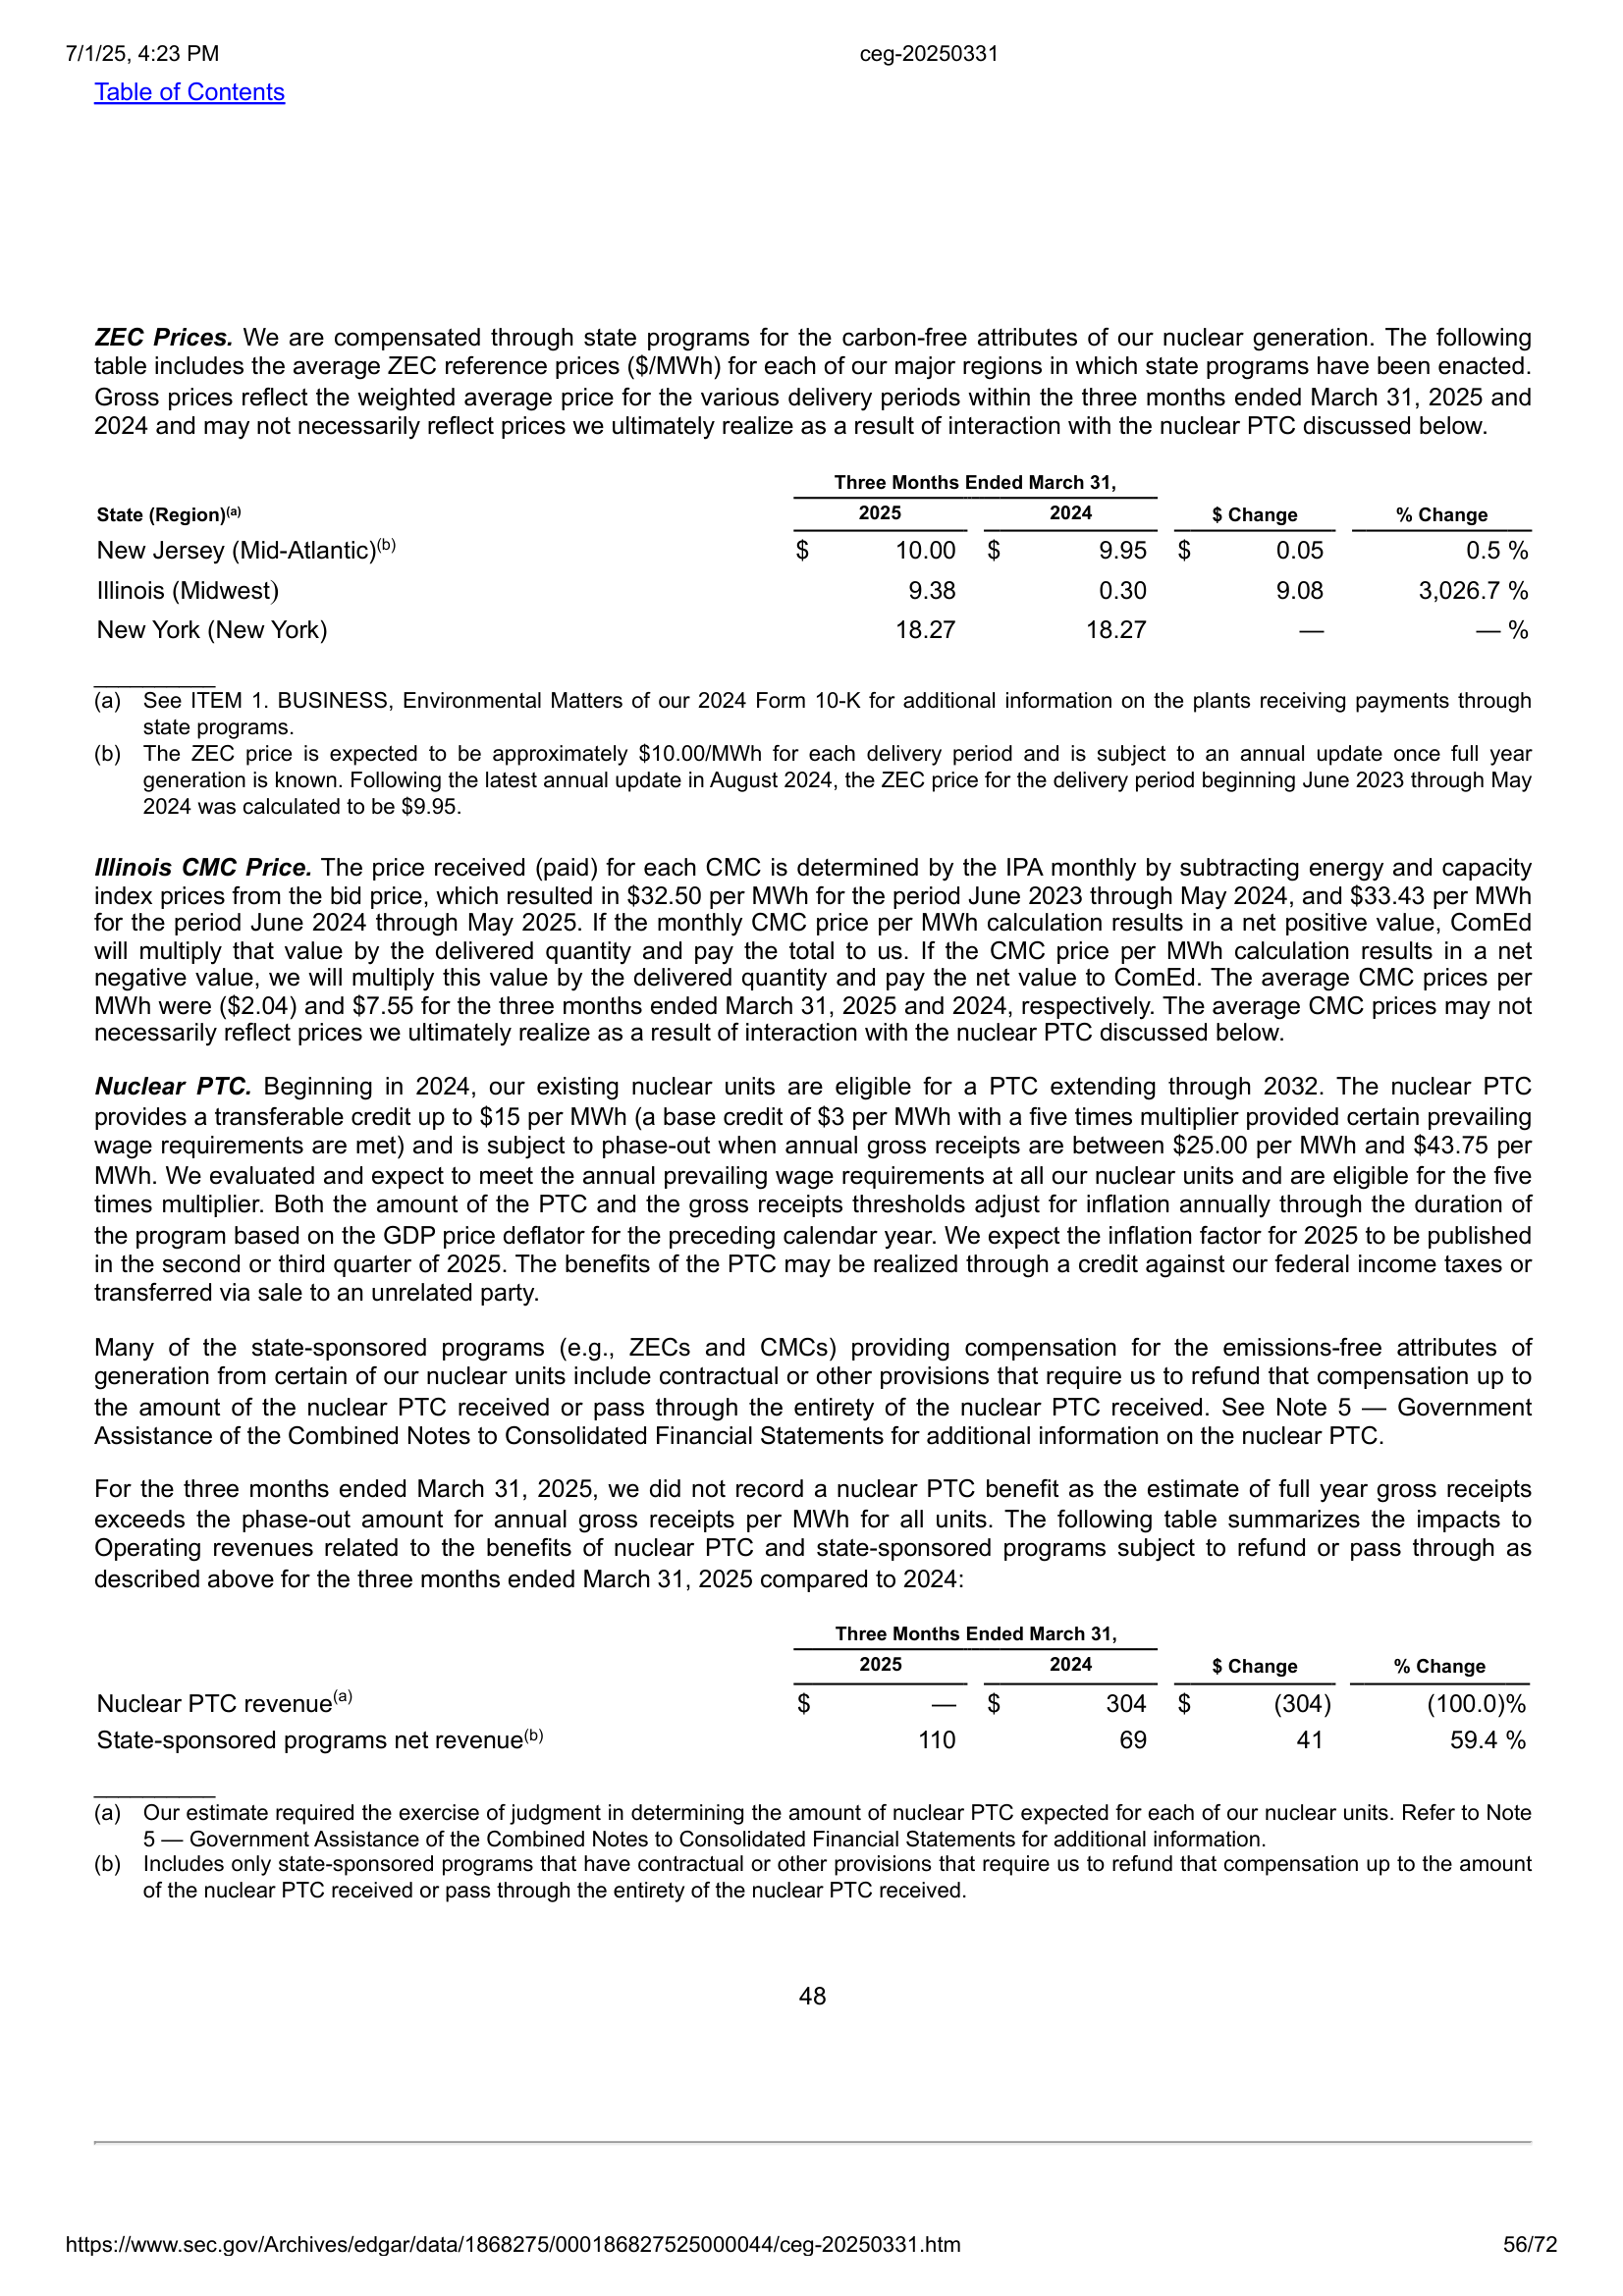 7/1/25, 4:23 PM ceg-20250331
Table of Contents
ZEC Prices. We are compensated through state programs for the carbon-free attributes of our nuclear generation. The following
table includes the average ZEC reference prices ($/MWh) for each of our major regions in which state programs have been enacted.
Gross prices reflect the weighted average price for the various delivery periods within the three months ended March 31, 2025 and
2024 and may not necessarily reflect prices we ultimately realize as a result of interaction with the nuclear PTC discussed below.
Three Months Ended March 31,
State (Region)(a) 2025 2024 $ Change % Change
New Jersey (Mid-Atlantic)(b) $ 10.00 $ 9.95 $ 0.05 0.5 %
Illinois (Midwest) 9.38 0.30 9.08 3,026.7 %
New York (New York) 18.27 18.27 — — %
(a) See ITEM 1. BUSINESS, Environmental Matters of our 2024 Form 10-K for additional information on the plants receiving payments through
state programs.
(b) The ZEC price is expected to be approximately $10.00/MWh for each delivery period and is subject to an annual update once full year
generation is known. Following the latest annual update in August 2024, the ZEC price for the delivery period beginning June 2023 through May
2024 was calculated to be $9.95.
Illinois CMC Price. The price received (paid) for each CMC is determined by the IPA monthly by subtracting energy and capacity
index prices from the bid price, which resulted in $32.50 per MWh for the period June 2023 through May 2024, and $33.43 per MWh
for the period June 2024 through May 2025. If the monthly CMC price per MWh calculation results in a net positive value, ComEd
will multiply that value by the delivered quantity and pay the total to us. If the CMC price per MWh calculation results in a net
negative value, we will multiply this value by the delivered quantity and pay the net value to ComEd. The average CMC prices per
MWh were ($2.04) and $7.55 for the three months ended March 31, 2025 and 2024, respectively. The average CMC prices may not
necessarily reflect prices we ultimately realize as a result of interaction with the nuclear PTC discussed below.
Nuclear PTC. Beginning in 2024, our existing nuclear units are eligible for a PTC extending through 2032. The nuclear PTC
provides a transferable credit up to $15 per MWh (a base credit of $3 per MWh with a five times multiplier provided certain prevailing
wage requirements are met) and is subject to phase-out when annual gross receipts are between $25.00 per MWh and $43.75 per
MWh. We evaluated and expect to meet the annual prevailing wage requirements at all our nuclear units and are eligible for the five
times multiplier. Both the amount of the PTC and the gross receipts thresholds adjust for inflation annually through the duration of
the program based on the GDP price deflator for the preceding calendar year. We expect the inflation factor for 2025 to be published
in the second or third quarter of 2025. The benefits of the PTC may be realized through a credit against our federal income taxes or
transferred via sale to an unrelated party.
Many of the state-sponsored programs (e.g., ZECs and CMCs) providing compensation for the emissions-free attributes of
generation from certain of our nuclear units include contractual or other provisions that require us to refund that compensation up to
the amount of the nuclear PTC received or pass through the entirety of the nuclear PTC received. See Note 5 — Government
Assistance of the Combined Notes to Consolidated Financial Statements for additional information on the nuclear PTC.
For the three months ended March 31, 2025, we did not record a nuclear PTC benefit as the estimate of full year gross receipts
exceeds the phase-out amount for annual gross receipts per MWh for all units. The following table summarizes the impacts to
Operating revenues related to the benefits of nuclear PTC and state-sponsored programs subject to refund or pass through as
described above for the three months ended March 31, 2025 compared to 2024:
Three Months Ended March 31,
2025 2024 $ Change % Change
Nuclear PTC revenue(a) $ — $ 304 $ (304) (100.0)%
State-sponsored programs net revenue(b) 110 69 41 59.4 %
(a) Our estimate required the exercise of judgment in determining the amount of nuclear PTC expected for each of our nuclear units. Refer to Note
5 — Government Assistance of the Combined Notes to Consolidated Financial Statements for additional information.
(b) Includes only state-sponsored programs that have contractual or other provisions that require us to refund that compensation up to the amount
of the nuclear PTC received or pass through the entirety of the nuclear PTC received.
48
https://www.sec.gov/Archives/edgar/data/1868275/000186827525000044/ceg-20250331.htm 56/72